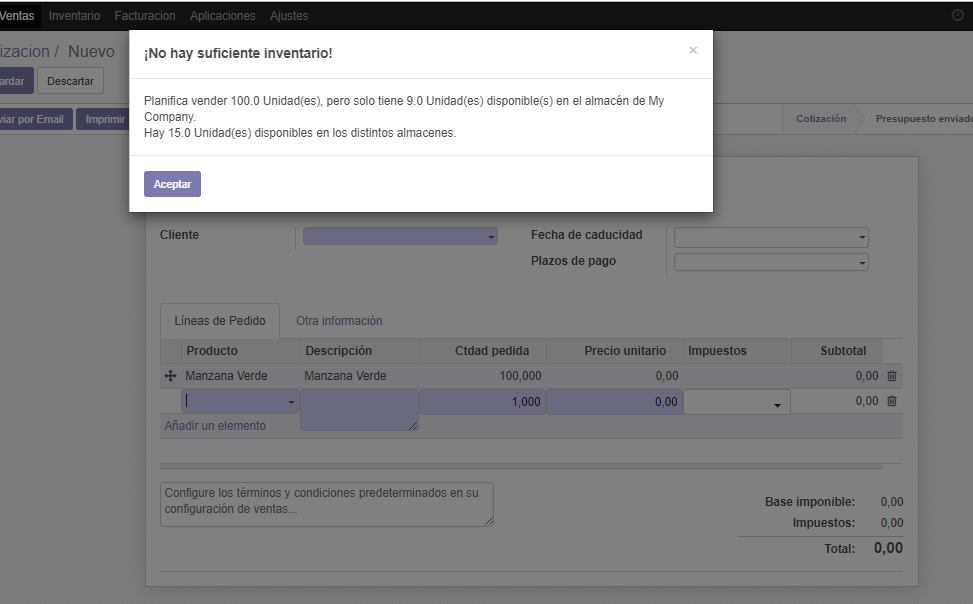 Ventas Inventario Facturacion Aplicaciones Ajustes
izacion / Nuevo
ardar Descartar
viar por Email Imprimir
Cotización Presupuesto enviado
¡No hay suficiente inventario! ×
Planifica vender 100.0 Unidad(es), pero solo tiene 9.0 Unidad(es) disponible(s) en el almacén de My
Company.
Hay 15.0 Unidad(es) disponibles en los distintos almacenes.
Aceptar
Cliente Fecha de caducidad
Plazos de pago
Líneas de Pedido Otra información
Producto Descripción Ctdad pedida Precio unitario Impuestos Subtotal
Manzana Verde Manzana Verde 100,000 0,00 0,00
1,000 0,00 0,00
Añadir un elemento
Configure los términos y condiciones predeterminados en su
configuración de ventas...
Base imponible: 0,00
Impuestos: 0,00
Total: 0,00